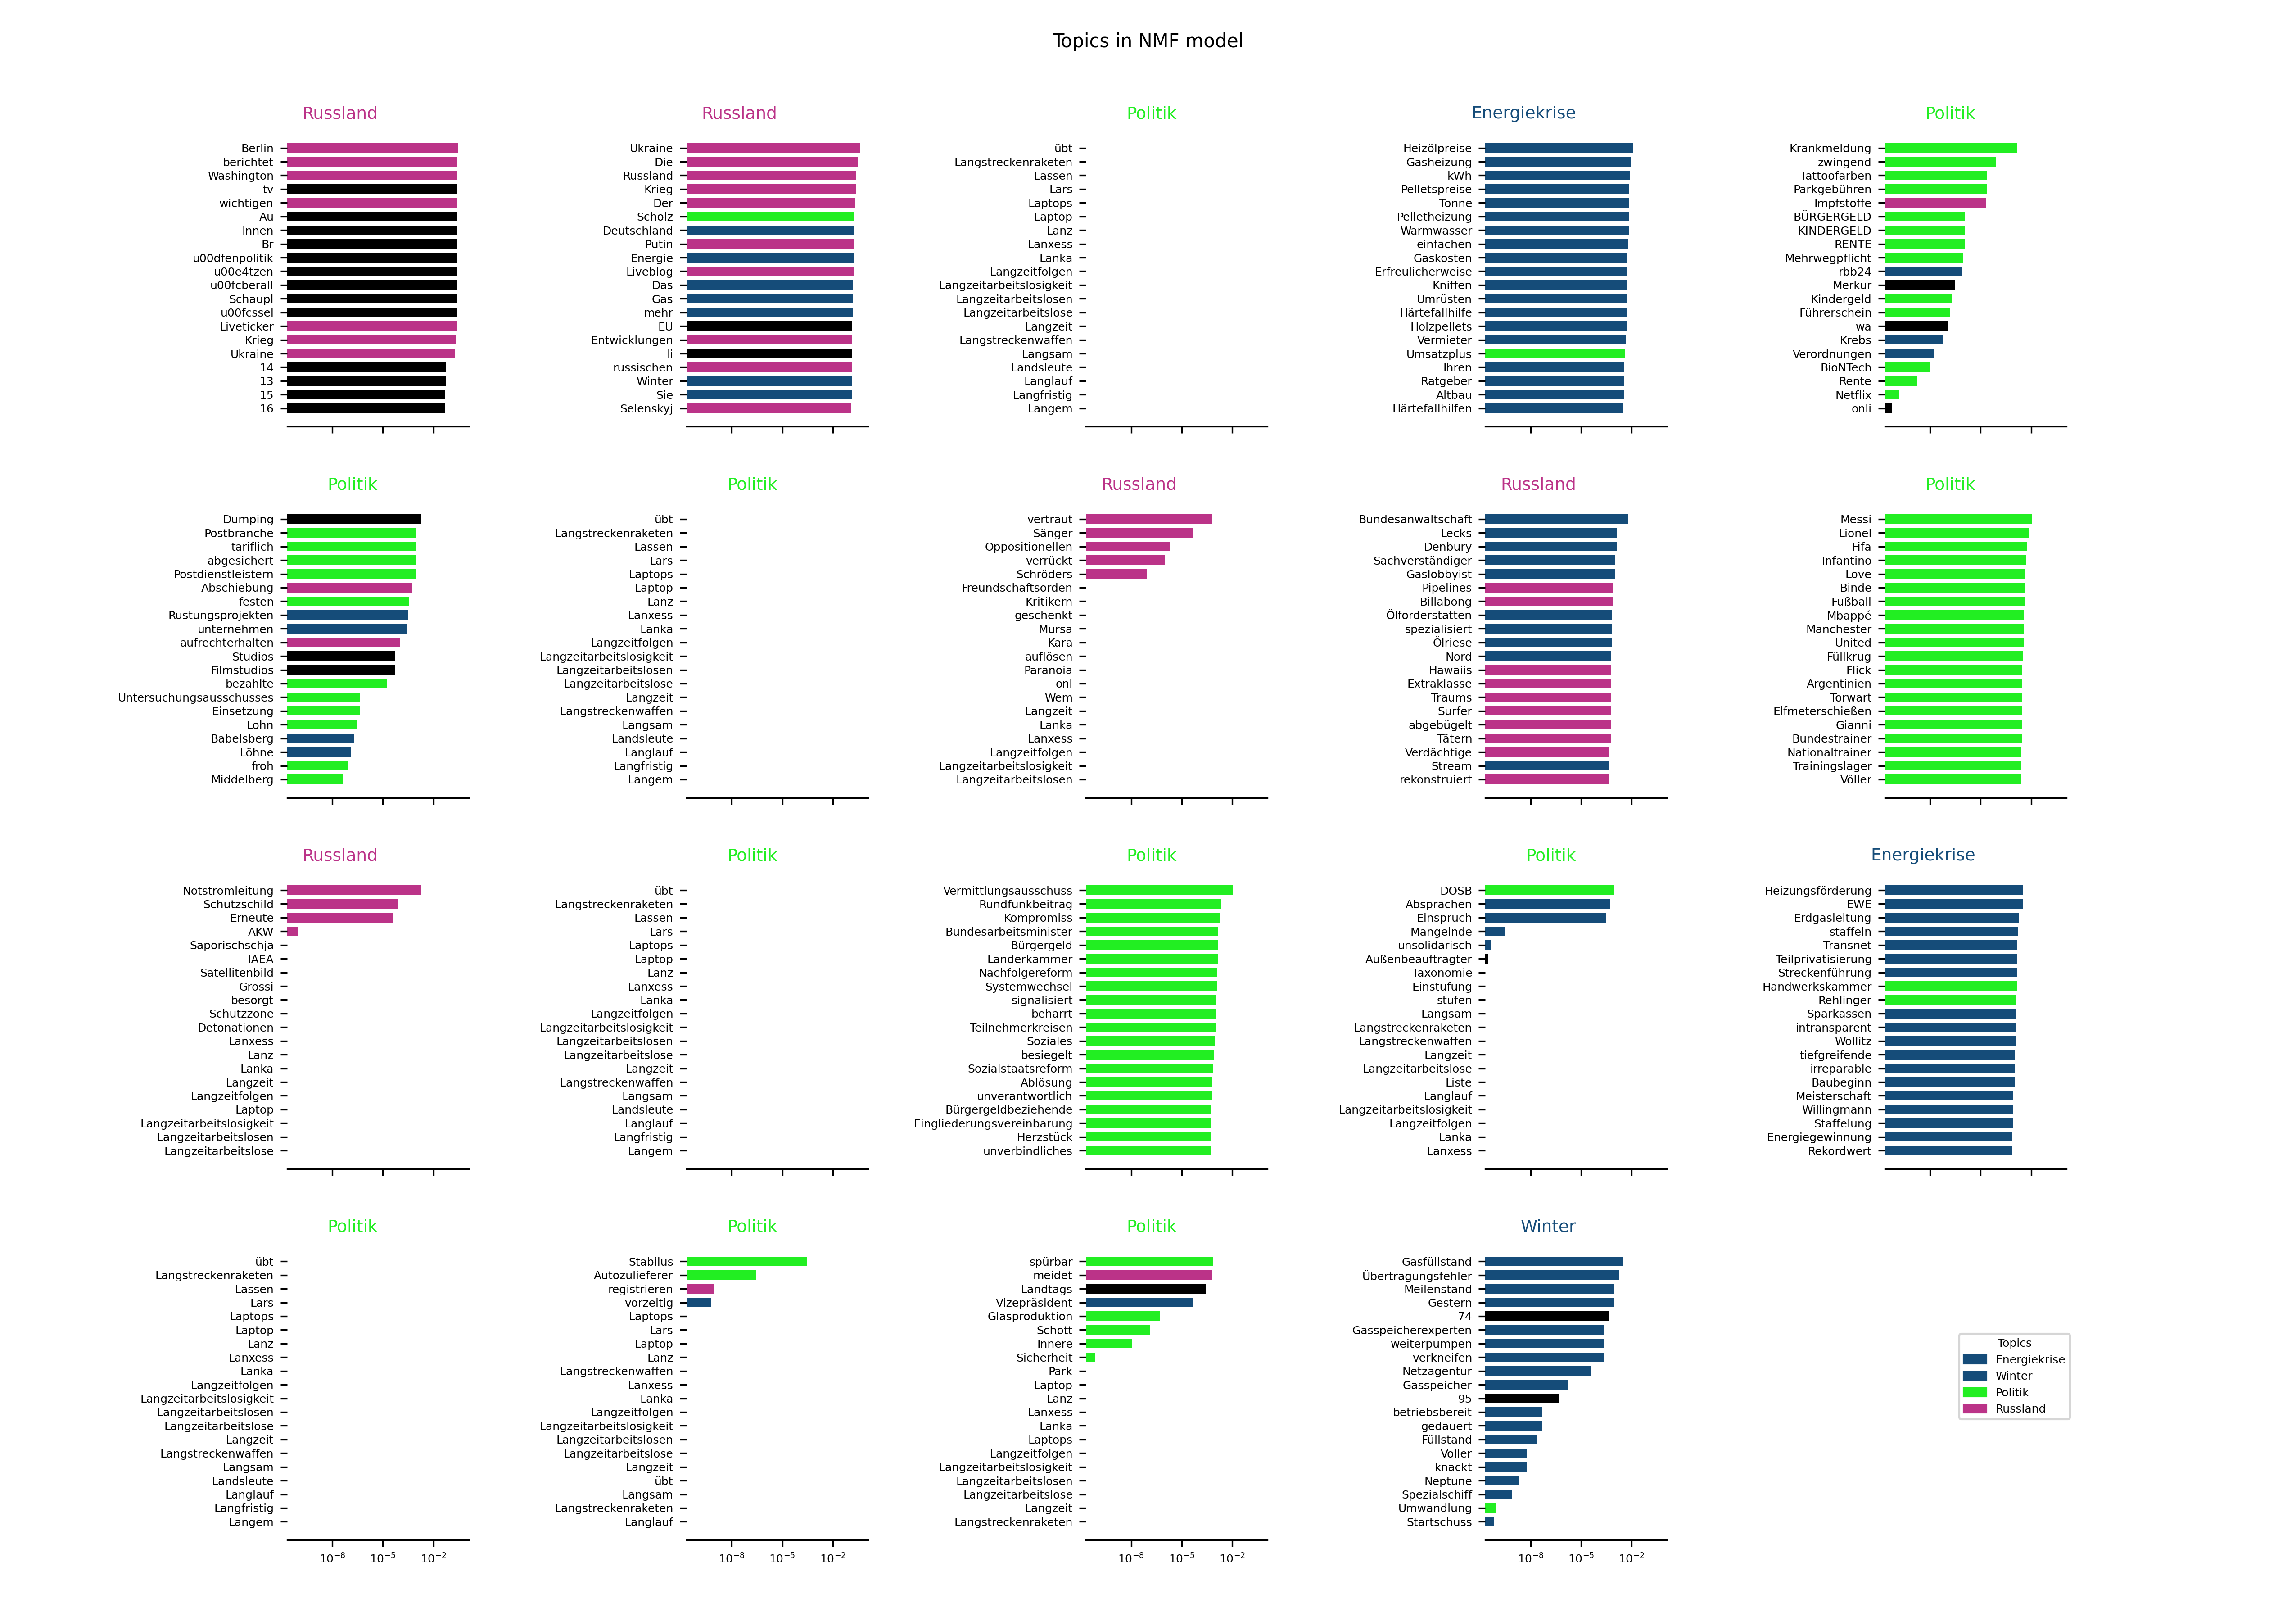 Topics in NMF model
Russland
Berlin
berichtet
Washington
tv
wichtigen
Au
Innen
Br
u00dfenpolitik
u00e4tzen
u00fcberall
Schaupl
u00fcssel
Liveticker
Krieg
Ukraine
14
13
15
16
Russland
Ukraine
Die
Russland
Krieg
Der
Scholz
Deutschland
Putin
Energie
Liveblog
Das
Gas
mehr
EU
Entwicklungen
li
russischen
Winter
Sie
Selenskyj
Politik
übt
Langstreckenraketen
Lassen
Lars
Laptops
Laptop
Lanz
Lanxess
Lanka
Langzeitfolgen
Langzeitarbeitslosigkeit
Langzeitarbeitslosen
Langzeitarbeitslose
Langzeit
Langstreckenwaffen
Langsam
Landsleute
Langlauf
Langfristig
Langem
Energiekrise
Heizölpreise
Gasheizung
kWh
Pelletspreise
Tonne
Pelletheizung
Warmwasser
einfachen
Gaskosten
Erfreulicherweise
Kniffen
Umrüsten
Härtefallhilfe
Holzpellets
Vermieter
Umsatzplus
Ihren
Ratgeber
Altbau
Härtefallhilfen
Politik
Krankmeldung
zwingend
Tattoofarben
Parkgebühren
Impfstoffe
BÜRGERGELD
KINDERGELD
RENTE
Mehrwegpflicht
rbb24
Merkur
Kindergeld
Führerschein
wa
Krebs
Verordnungen
BioNTech
Rente
Netflix
onli
Politik
Dumping
Postbranche
tariflich
abgesichert
Postdienstleistern
Abschiebung
festen
Rüstungsprojekten
unternehmen
aufrechterhalten
Studios
Filmstudios
bezahlte
Untersuchungsausschusses
Einsetzung
Lohn
Babelsberg
Löhne
froh
Middelberg
Politik
übt
Langstreckenraketen
Lassen
Lars
Laptops
Laptop
Lanz
Lanxess
Lanka
Langzeitfolgen
Langzeitarbeitslosigkeit
Langzeitarbeitslosen
Langzeitarbeitslose
Langzeit
Langstreckenwaffen
Langsam
Landsleute
Langlauf
Langfristig
Langem
Russland
vertraut
Sänger
Oppositionellen
verrückt
Schröders
Freundschaftsorden
Kritikern
geschenkt
Mursa
Kara
auflösen
Paranoia
onl
Wem
Langzeit
Lanka
Lanxess
Langzeitfolgen
Langzeitarbeitslosigkeit
Langzeitarbeitslosen
Russland
Bundesanwaltschaft
Lecks
Denbury
Sachverständiger
Gaslobbyist
Pipelines
Billabong
Ölförderstätten
spezialisiert
Ölriese
Nord
Hawaiis
Extraklasse
Traums
Surfer
abgebügelt
Tätern
Verdächtige
Stream
rekonstruiert
Politik
Messi
Lionel
Fifa
Infantino
Love
Binde
Fußball
Mbappé
Manchester
United
Füllkrug
Flick
Argentinien
Torwart
Elfmeterschießen
Gianni
Bundestrainer
Nationaltrainer
Trainingslager
Völler
Russland
Notstromleitung
Schutzschild
Erneute
AKW
Saporischschja
IAEA
Satellitenbild
Grossi
besorgt
Schutzzone
Detonationen
Lanxess
Lanz
Lanka
Langzeit
Langzeitfolgen
Laptop
Langzeitarbeitslosigkeit
Langzeitarbeitslosen
Langzeitarbeitslose
Politik
übt
Langstreckenraketen
Lassen
Lars
Laptops
Laptop
Lanz
Lanxess
Lanka
Langzeitfolgen
Langzeitarbeitslosigkeit
Langzeitarbeitslosen
Langzeitarbeitslose
Langzeit
Langstreckenwaffen
Langsam
Landsleute
Langlauf
Langfristig
Langem
Politik
Vermittlungsausschuss
Rundfunkbeitrag
Kompromiss
Bundesarbeitsminister
Bürgergeld
Länderkammer
Nachfolgereform
Systemwechsel
signalisiert
beharrt
Teilnehmerkreisen
Soziales
besiegelt
Sozialstaatsreform
Ablösung
unverantwortlich
Bürgergeldbeziehende
Eingliederungsvereinbarung
Herzstück
unverbindliches
Politik
DOSB
Absprachen
Einspruch
Mangelnde
unsolidarisch
Außenbeauftragter
Taxonomie
Einstufung
stufen
Langsam
Langstreckenraketen
Langstreckenwaffen
Langzeit
Langzeitarbeitslose
Liste
Langlauf
Langzeitarbeitslosigkeit
Langzeitfolgen
Lanka
Lanxess
Energiekrise
Heizungsförderung
EWE
Erdgasleitung
staffeln
Transnet
Teilprivatisierung
Streckenführung
Handwerkskammer
Rehlinger
Sparkassen
intransparent
Wollitz
tiefgreifende
irreparable
Baubeginn
Meisterschaft
Willingmann
Staffelung
Energiegewinnung
Rekordwert
Politik
übt
Langstreckenraketen
Lassen
Lars
Laptops
Laptop
Lanz
Lanxess
Lanka
Langzeitfolgen
Langzeitarbeitslosigkeit
Langzeitarbeitslosen
Langzeitarbeitslose
Langzeit
Langstreckenwaffen
Langsam
Landsleute
Langlauf
Langfristig
Langem
10⁻⁸ 10⁻⁵ 10⁻²
Politik
Stabilus
Autozulieferer
registrieren
vorzeitig
Laptops
Lars
Laptop
Lanz
Langstreckenwaffen
Lanxess
Lanka
Langzeitfolgen
Langzeitarbeitslosigkeit
Langzeitarbeitslosen
Langzeitarbeitslose
Langzeit
übt
Langsam
Langstreckenraketen
Langlauf
10⁻⁸ 10⁻⁵ 10⁻²
Politik
spürbar
meidet
Landtags
Vizepräsident
Glasproduktion
Schott
Innere
Sicherheit
Park
Laptop
Lanz
Lanxess
Lanka
Laptops
Langzeitfolgen
Langzeitarbeitslosigkeit
Langzeitarbeitslosen
Langzeitarbeitslose
Langzeit
Langstreckenraketen
10⁻⁸ 10⁻⁵ 10⁻²
Winter
Gasfüllstand
Übertragungsfehler
Meilenstand
Gestern
74
Gasspeicherexperten
weiterpumpen
verkneifen
Netzagentur
Gasspeicher
95
betriebsbereit
gedauert
Füllstand
Voller
knackt
Neptune
Spezialschiff
Umwandlung
Startschuss
10⁻⁸ 10⁻⁵ 10⁻²
Topics
Energiekrise
Winter
Politik
Russland